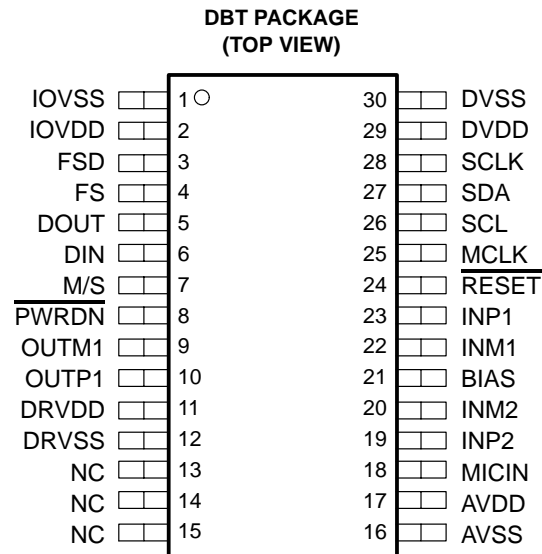 DBT PACKAGE
(TOP VIEW)
IOVSS 1 30 DVSS
IOVDD 2 29 DVDD
FSD 3 28 SCLK
FS 4 27 SDA
DOUT 5 26 SCL
DIN 6 25 MCLK
M/S 7 24 RESET
PWRDN 8 23 INP1
OUTM1 9 22 INM1
OUTP1 10 21 BIAS
DRVDD 11 20 INM2
DRVSS 12 19 INP2
NC 13 18 MICIN
NC 14 17 AVDD
NC 15 16 AVSS